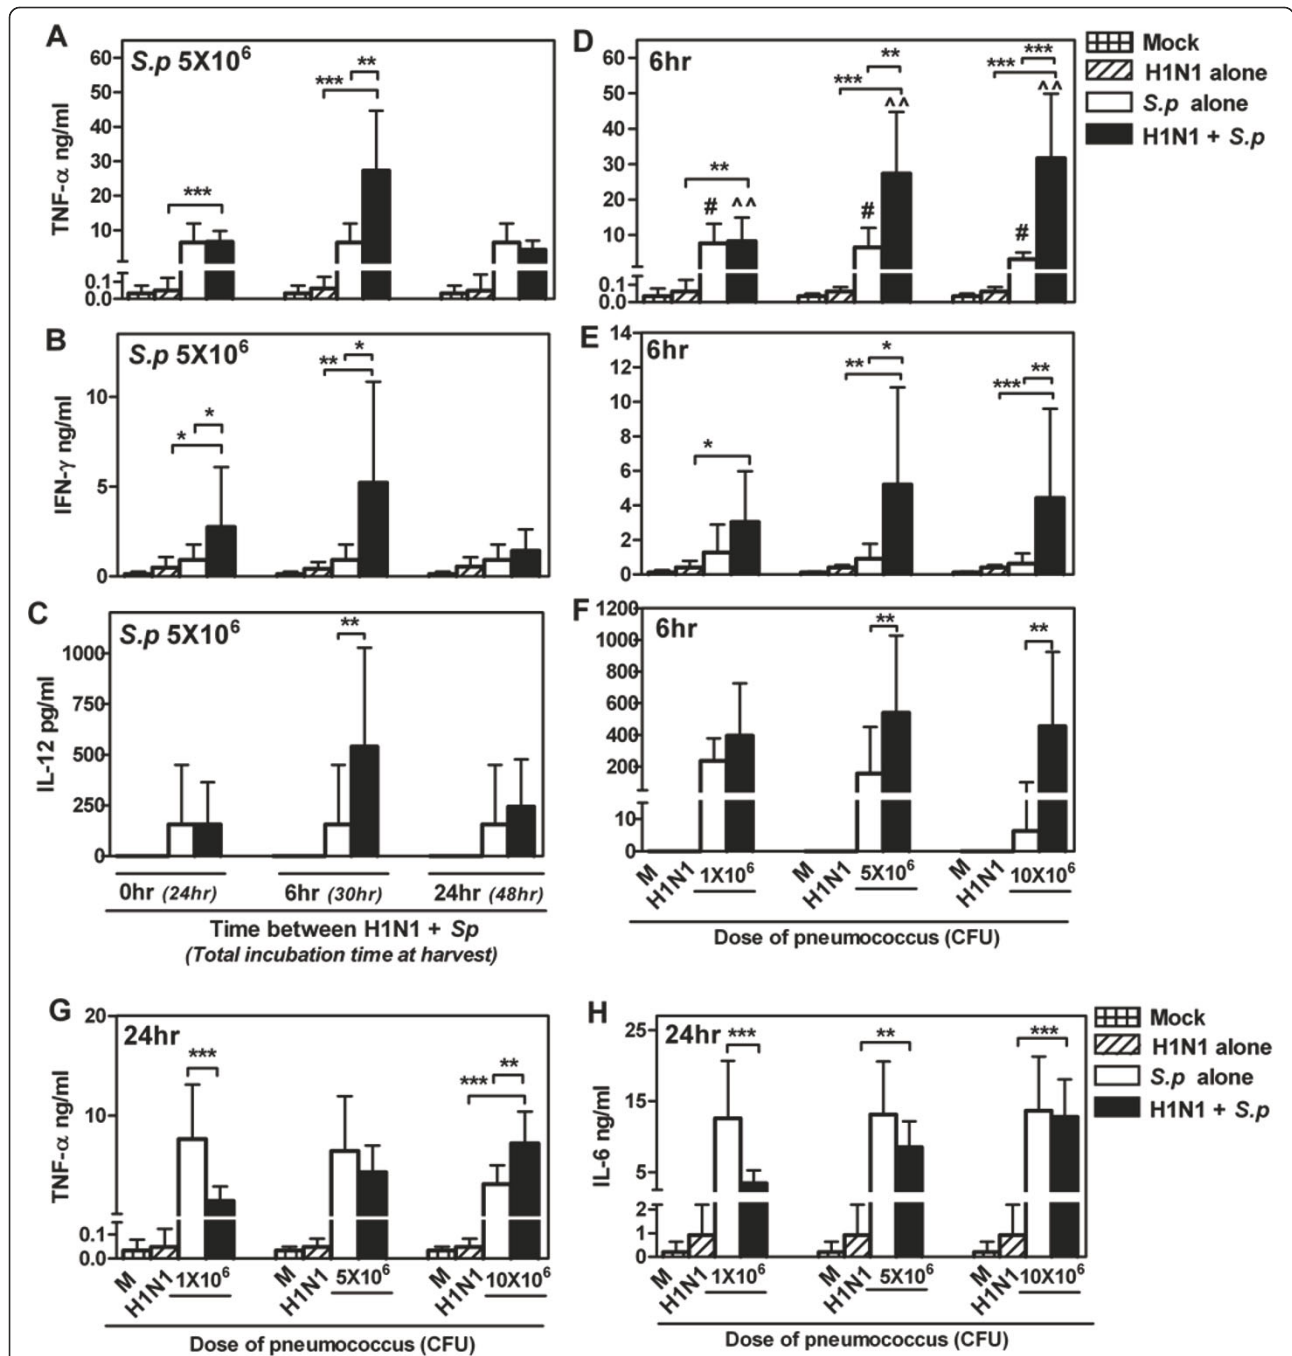 A
S.p 5X10⁶
TNF-α ng/ml
60
50
40
30
20
10
0.1
0.0
***
***
**
D
6hr
60
50
40
30
20
10
0.1
0.0
**
# ^^
***
**
# ^^
***
***
# ^^
Mock
H1N1 alone
S.p alone
H1N1 + S.p
B
S.p 5X10⁶
IFN-γ ng/ml
10
5
0
*
*
**
*
E
6hr
14
12
10
8
6
4
2
0
*
**
*
***
**
C
S.p 5X10⁶
IL-12 pg/ml
1000
750
500
250
0
**
0hr (24hr)
6hr (30hr)
24hr (48hr)
Time between H1N1 + Sp
(Total incubation time at harvest)
F
6hr
1200
1000
800
600
400
200
10
0
**
**
M
H1N1
1X10⁶
M
H1N1
5X10⁶
M
H1N1
10X10⁶
Dose of pneumococcus (CFU)
G
24hr
TNF-α ng/ml
20
10
0.1
0.0
***
***
**
M
H1N1
1X10⁶
M
H1N1
5X10⁶
M
H1N1
10X10⁶
Dose of pneumococcus (CFU)
H
24hr
IL-6 ng/ml
25
15
5
2
1
0
***
**
***
M
H1N1
1X10⁶
M
H1N1
5X10⁶
M
H1N1
10X10⁶
Dose of pneumococcus (CFU)
Mock
H1N1 alone
S.p alone
H1N1 + S.p